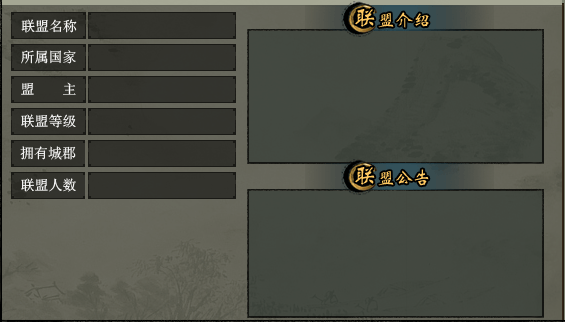 联盟名称
所属国家
盟 主
联盟等级
拥有城郡
联盟人数
联盟介绍
联盟公告